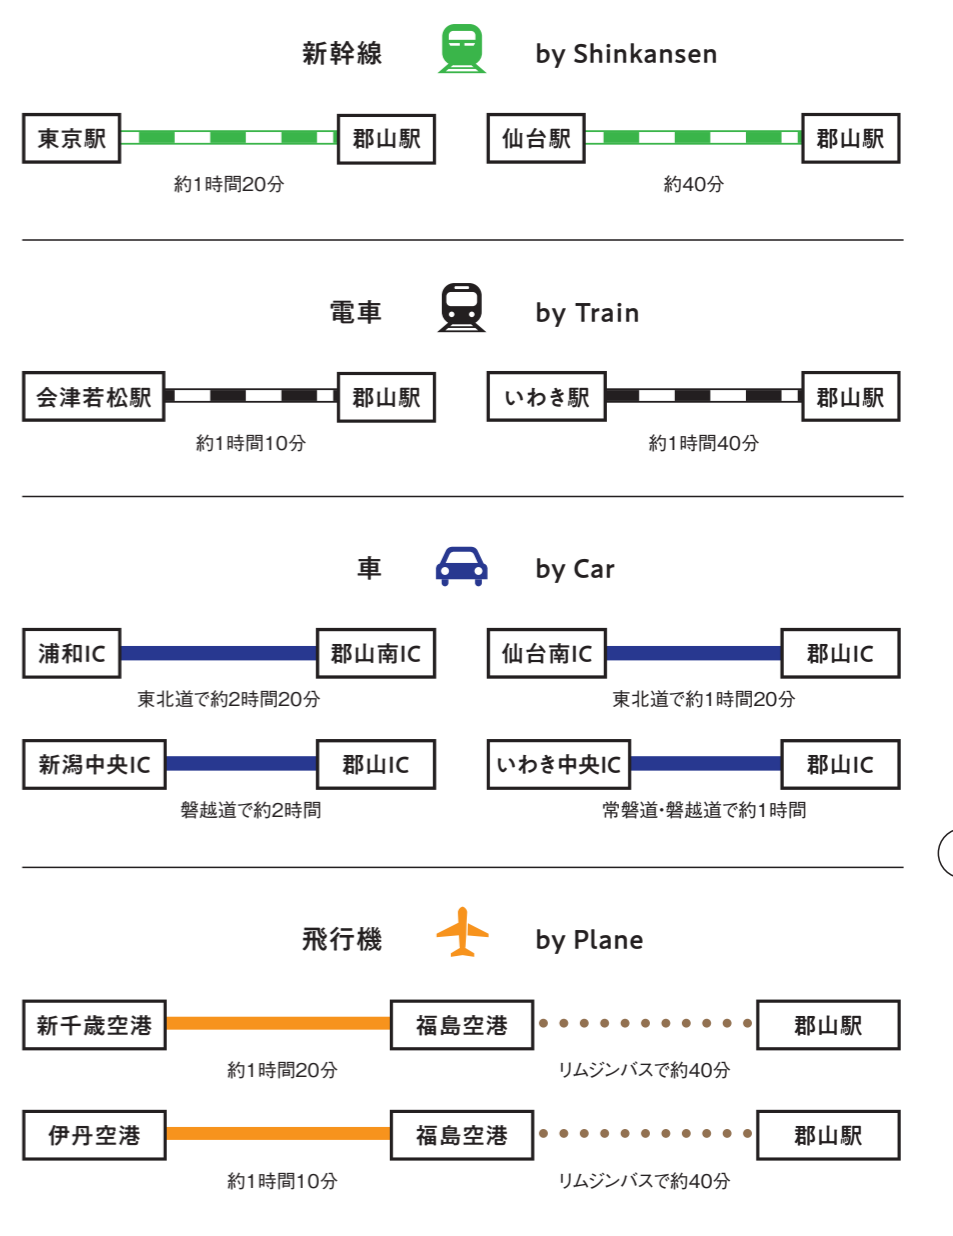 新幹線 by Shinkansen
東京駅 郡山駅 仙台駅 郡山駅
約1時間20分 約40分
電車 by Train
会津若松駅 郡山駅 いわき駅 郡山駅
約1時間10分 約1時間40分
車 by Car
浦和IC 郡山南IC 仙台南IC 郡山IC
東北道で約2時間20分 東北道で約1時間20分
新潟中央IC 郡山IC いわき中央IC 郡山IC
磐越道で約2時間 常磐道・磐越道で約1時間
飛行機 by Plane
新千歳空港 福島空港 郡山駅
約1時間20分 リムジンバスで約40分
伊丹空港 福島空港 郡山駅
約1時間10分 リムジンバスで約40分